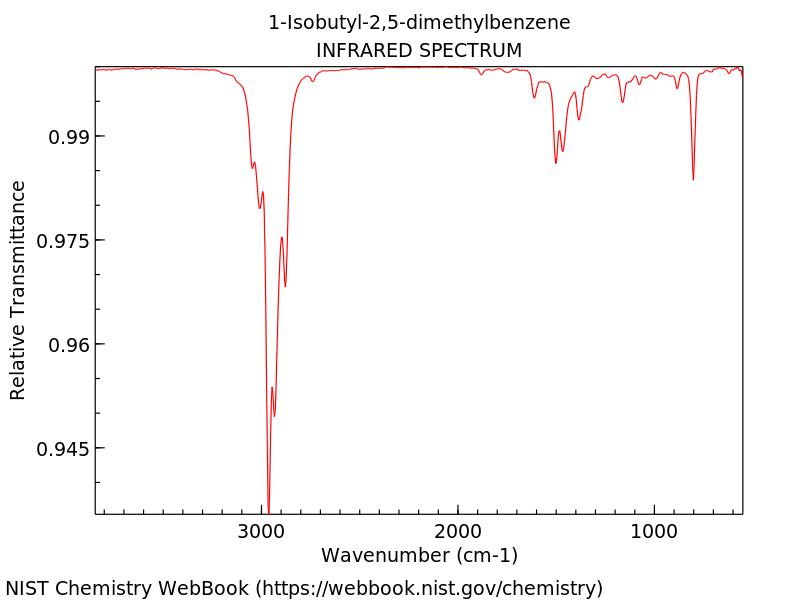 1-Isobutyl-2,5-dimethylbenzene
INFRARED SPECTRUM
0.99
0.975
0.96
0.945
Relative Transmittance
3000 2000 1000
Wavenumber (cm-1)
NIST Chemistry WebBook (https://webbook.nist.gov/chemistry)